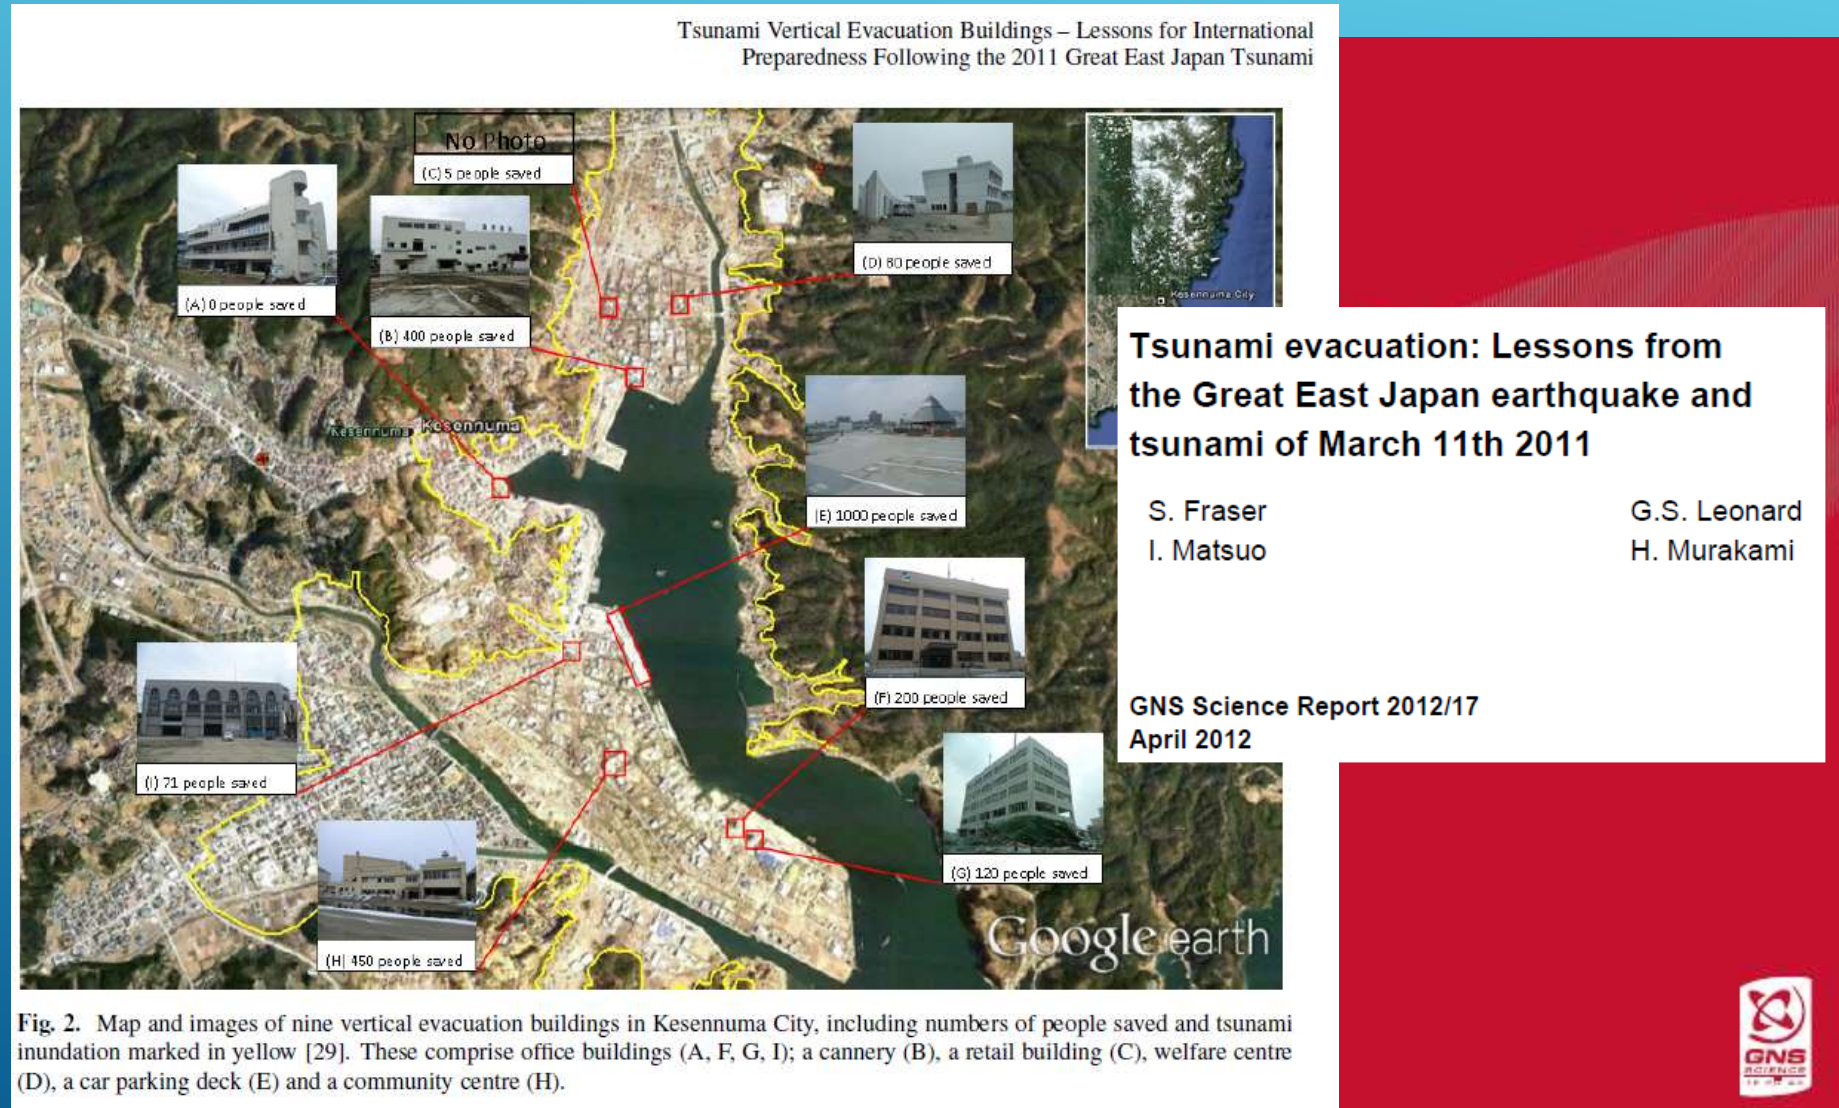 Tsunami Vertical Evacuation Buildings – Lessons for International
Preparedness Following the 2011 Great East Japan Tsunami
No Photo
(C) 5 people saved
(A) 0 people saved
(B) 400 people saved
(D) 80 people saved
Kesennuma City
Kesennuma
Kesennuma
(E) 1000 people saved
(F) 200 people saved
(I) 71 people saved
(G) 120 people saved
(H) 450 people saved
Google earth
Fig. 2. Map and images of nine vertical evacuation buildings in Kesennuma City, including numbers of people saved and tsunami
inundation marked in yellow [29]. These comprise office buildings (A, F, G, I); a cannery (B), a retail building (C), welfare centre
(D), a car parking deck (E) and a community centre (H).
Tsunami evacuation: Lessons from
the Great East Japan earthquake and
tsunami of March 11th 2011
S. Fraser
G.S. Leonard
I. Matsuo
H. Murakami
GNS Science Report 2012/17
April 2012
GNS
SCIENCE